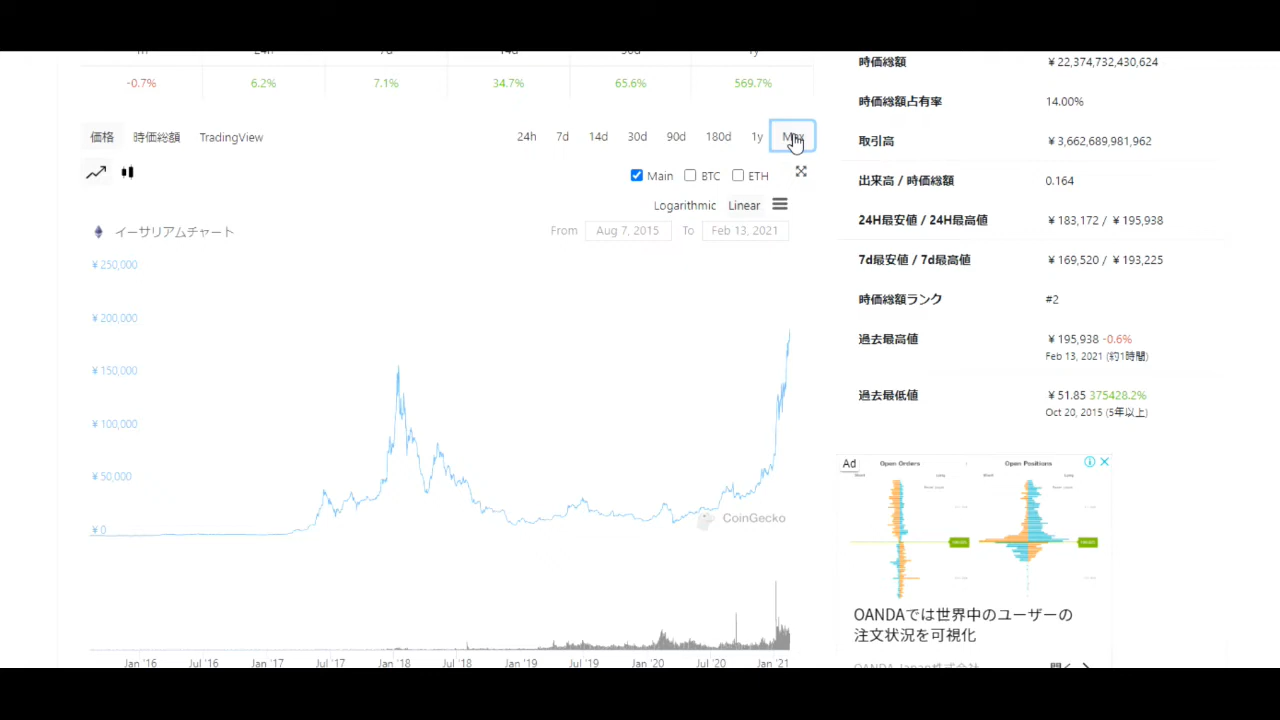 -0.7%
6.2%
7.1%
34.7%
65.6%
569.7%
価格
時価総額
TradingView
24h
7d
14d
30d
90d
180d
1y
Max
Main
BTC
ETH
Logarithmic
Linear
イーサリアムチャート
From
Aug 7, 2015
To
Feb 13, 2021
¥250,000
¥200,000
¥150,000
¥100,000
¥50,000
¥0
CoinGecko
Jan '16
Jul '16
Jan '17
Jul '17
Jan '18
Jul '18
Jan '19
Jul '19
Jan '20
Jul '20
Jan '21
時価総額
¥22,374,732,430,624
時価総額占有率
14.00%
取引高
¥3,662,689,981,962
出来高 / 時価総額
0.164
24H最安値 / 24H最高値
¥183,172 / ¥195,938
7d最安値 / 7d最高値
¥169,520 / ¥193,225
時価総額ランク
#2
過去最高値
¥195,938 -0.6%
Feb 13, 2021 (約1時間)
過去最低値
¥51.85 375428.2%
Oct 20, 2015 (5年以上)
Ad
Open Orders
Open Positions
OANDAでは世界中のユーザーの
注文状況を可視化